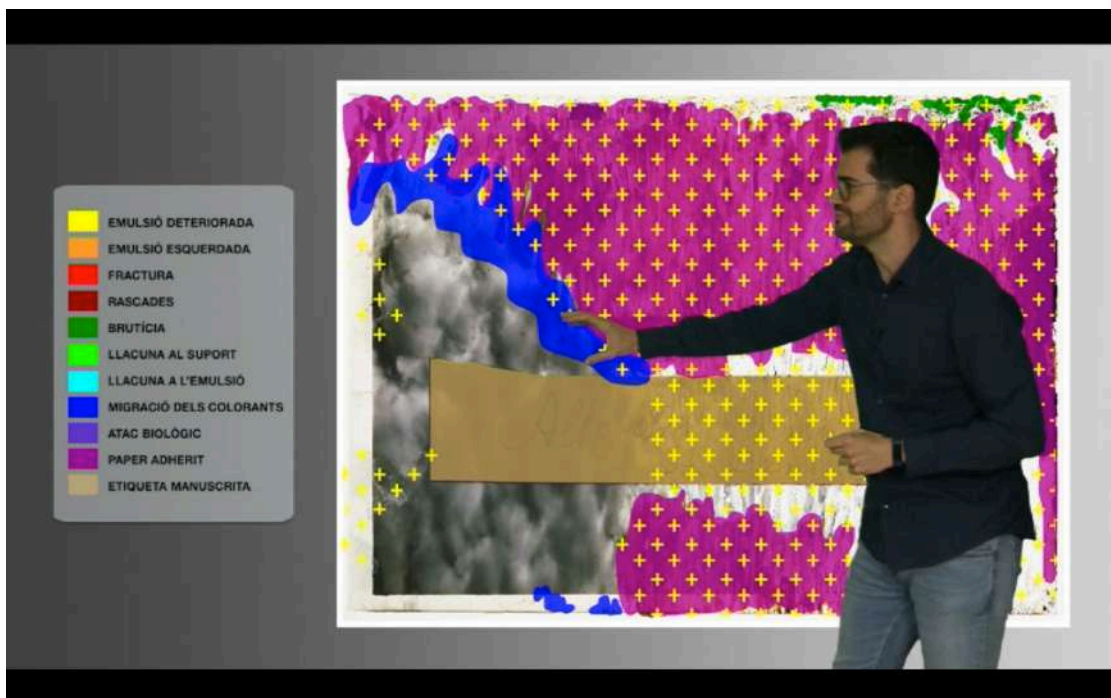 EMULSIÓ DETERIORADA
EMULSIÓ ESQUERDADA
FRACTURA
RASCADES
BRUTÍCIA
LLACUNA AL SUPORT
LLACUNA A L'EMULSIÓ
MIGRACIÓ DELS COLORANTS
ATAC BIOLÒGIC
PAPER ADHERIT
ETIQUETA MANUSCRITA